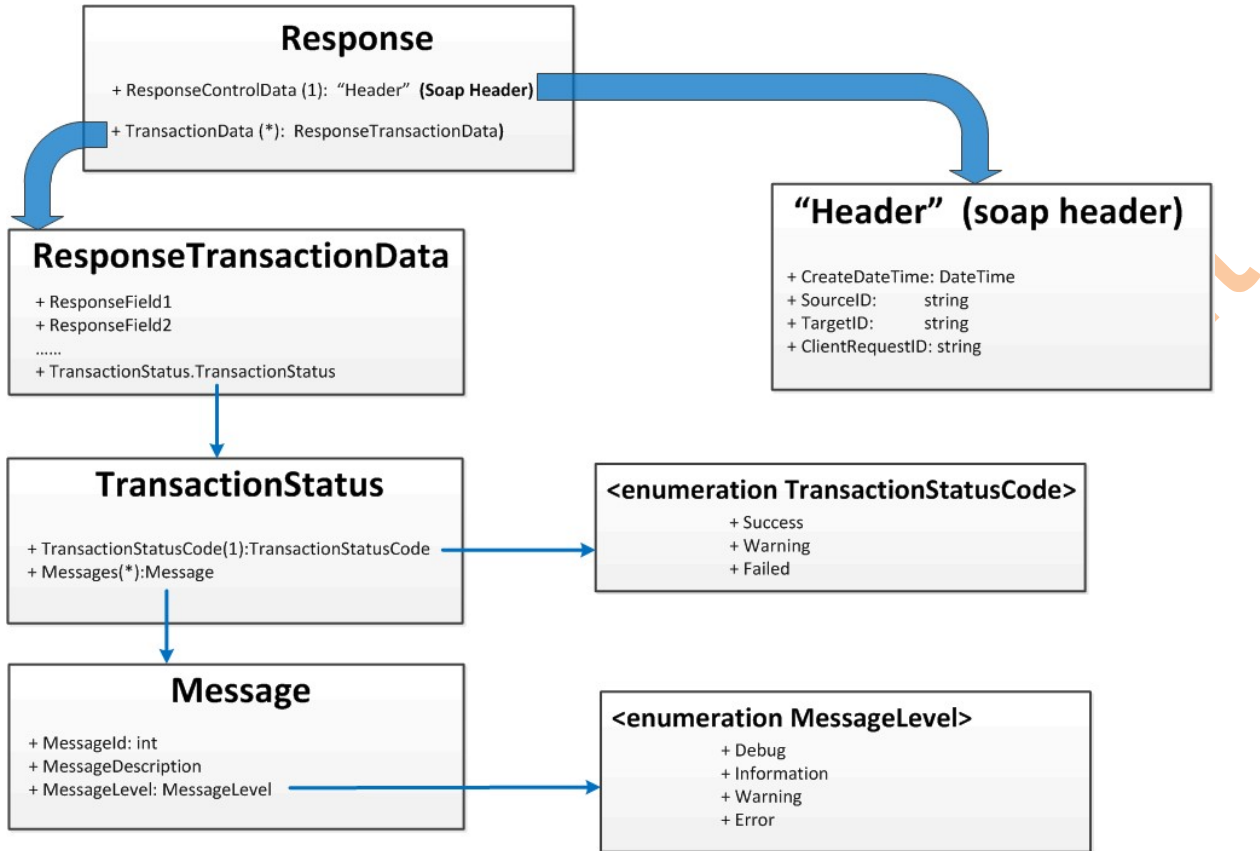 Response
+ ResponseControlData (1): “Header” (Soap Header)
+ TransactionData (*): ResponseTransactionData)
“Header” (soap header)
+ CreateDateTime: DateTime
+ SourceID: string
+ TargetID: string
+ ClientRequestID: string
ResponseTransactionData
+ ResponseField1
+ ResponseField2
......
+ TransactionStatus.TransactionStatus
TransactionStatus
+ TransactionStatusCode(1):TransactionStatusCode
+ Messages(*):Message
<enumeration TransactionStatusCode>
+ Success
+ Warning
+ Failed
Message
+ MessageId: int
+ MessageDescription
+ MessageLevel: MessageLevel
<enumeration MessageLevel>
+ Debug
+ Information
+ Warning
+ Error